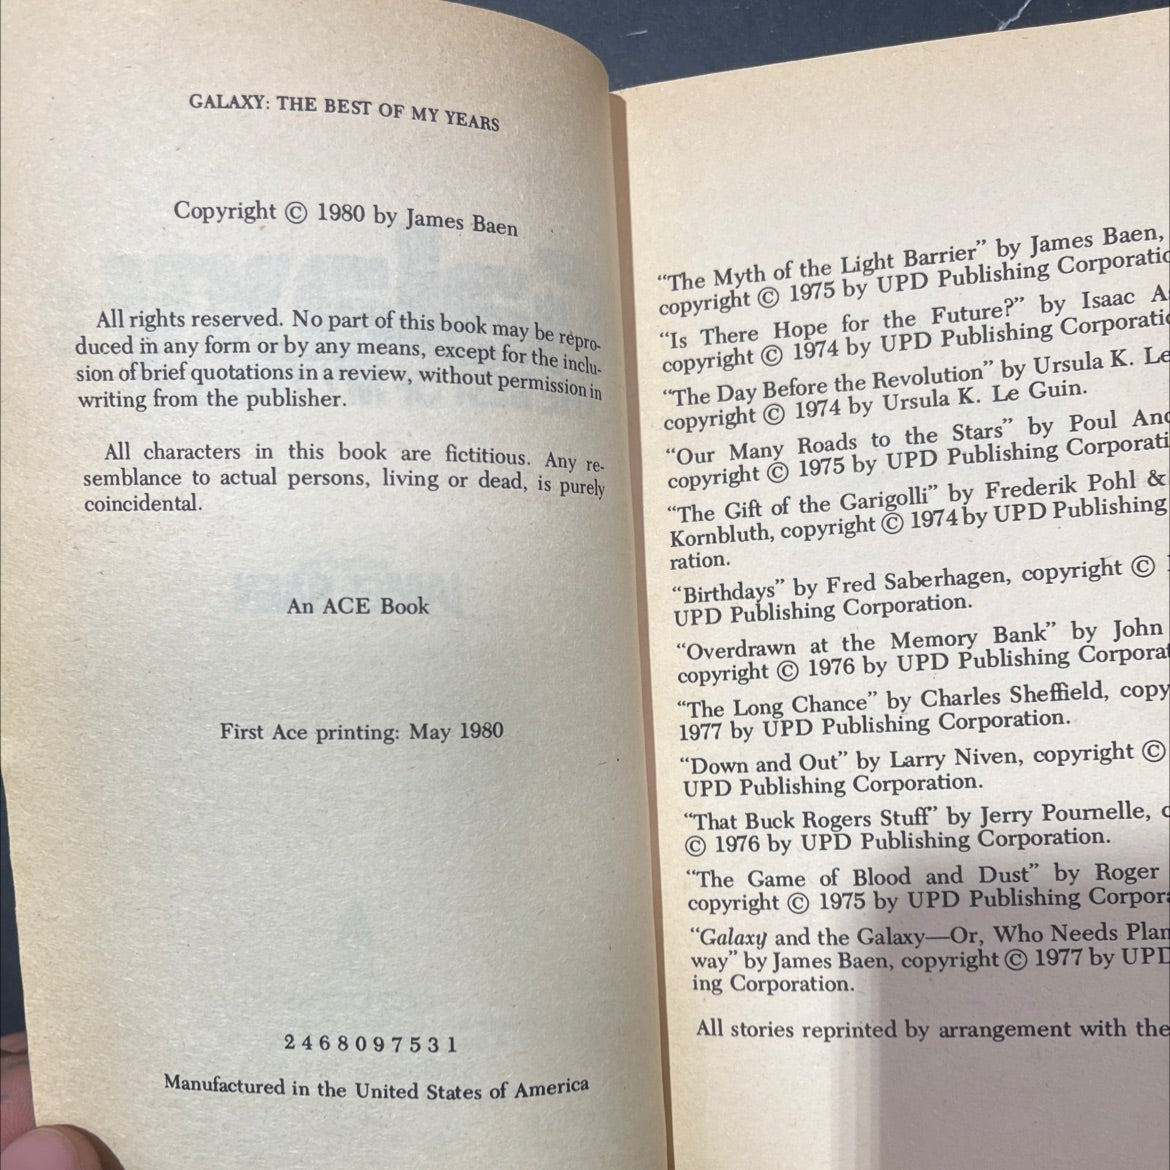 GALAXY: THE BEST OF MY YEARS
Copyright © 1980 by James Baen
All rights reserved. No part of this book may be repro-
duced in any form or by any means, except for the inclu-
sion of brief quotations in a review, without permission in
writing from the publisher.
All characters in this book are fictitious. Any re-
semblance to actual persons, living or dead, is purely
coincidental.
An ACE Book
First Ace printing: May 1980
2 4 6 8 0 9 7 5 3 1
Manufactured in the United States of America
“The Myth of the Light Barrier” by James Baen,
copyright © 1975 by UPD Publishing
“Is There Hope for the Future?” by Isaac
copyright © 1974 by UPD Publishing
“The Day Before the Revolution” by Ursula K. Le
copyright © 1974 by Ursula K. Le Guin.
“Our Many Roads to the Stars” by Poul
copyright © 1975 by UPD Publishing
“The Gift of the Garigolli” by Frederik Pohl &
Kornbluth, copyright © 1974 by UPD Publishing
ration.
“Birthdays” by Fred Saberhagen, copyright ©
UPD Publishing Corporation.
“Overdrawn at the Memory Bank” by John
copyright © 1976 by UPD Publishing
“The Long Chance” by Charles Sheffield,
1977 by UPD Publishing Corporation.
“Down and Out” by Larry Niven, copyright ©
UPD Publishing Corporation.
“That Buck Rogers Stuff” by Jerry Pournelle,
© 1976 by UPD Publishing Corporation.
“The Game of Blood and Dust” by Roger
copyright © 1975 by UPD Publishing
“Galaxy and the Galaxy—Or, Who Needs
way” by James Baen, copyright © 1977 by UPD
ing Corporation.
All stories reprinted by arrangement with the